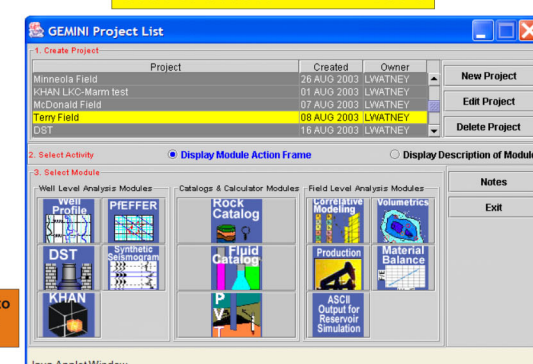 GEMINI Project List
1. Create Project
Project Created Owner
Minneola Field 26 AUG 2003 LWATNEY
KHAN LKC-Marm test 01 AUG 2003 LWATNEY
McDonald Field 07 AUG 2003 LWATNEY
Terry Field 08 AUG 2003 LWATNEY
DST 16 AUG 2003 LWATNEY
New Project
Edit Project
Delete Project
2. Select Activity Display Module Action Frame Display Description of Module
3. Select Module
Notes
Exit
Well Level Analysis Modules Catalogs & Calculator Modules Field Level Analysis Modules
Well Profile PfEFFER Rock Catalog Correlative Modeling Volumetrics
DST Synthetic Seismogram Fluid Catalog Production Material Balance
KHAN PVT ASCII Output for Reservoir Simulation
to
Java Applet Window